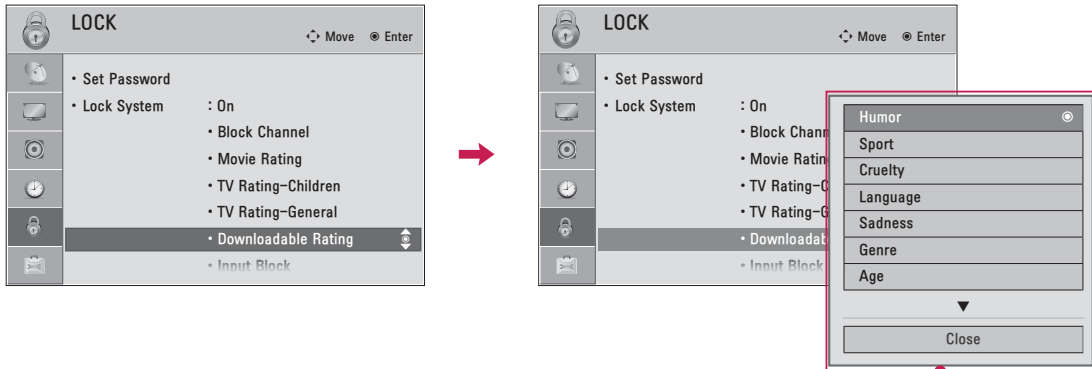 LOCK
Move Enter
• Set Password
• Lock System : On
• Block Channel
• Movie Rating
• TV Rating-Children
• TV Rating-General
• Downloadable Rating
• Input Block
LOCK
Move Enter
• Set Password
• Lock System : On
• Block Chann
• Movie Ratin
• TV Rating-C
• TV Rating-G
• Downloadab
• Input Block
Humor
Sport
Cruelty
Language
Sadness
Genre
Age
Close